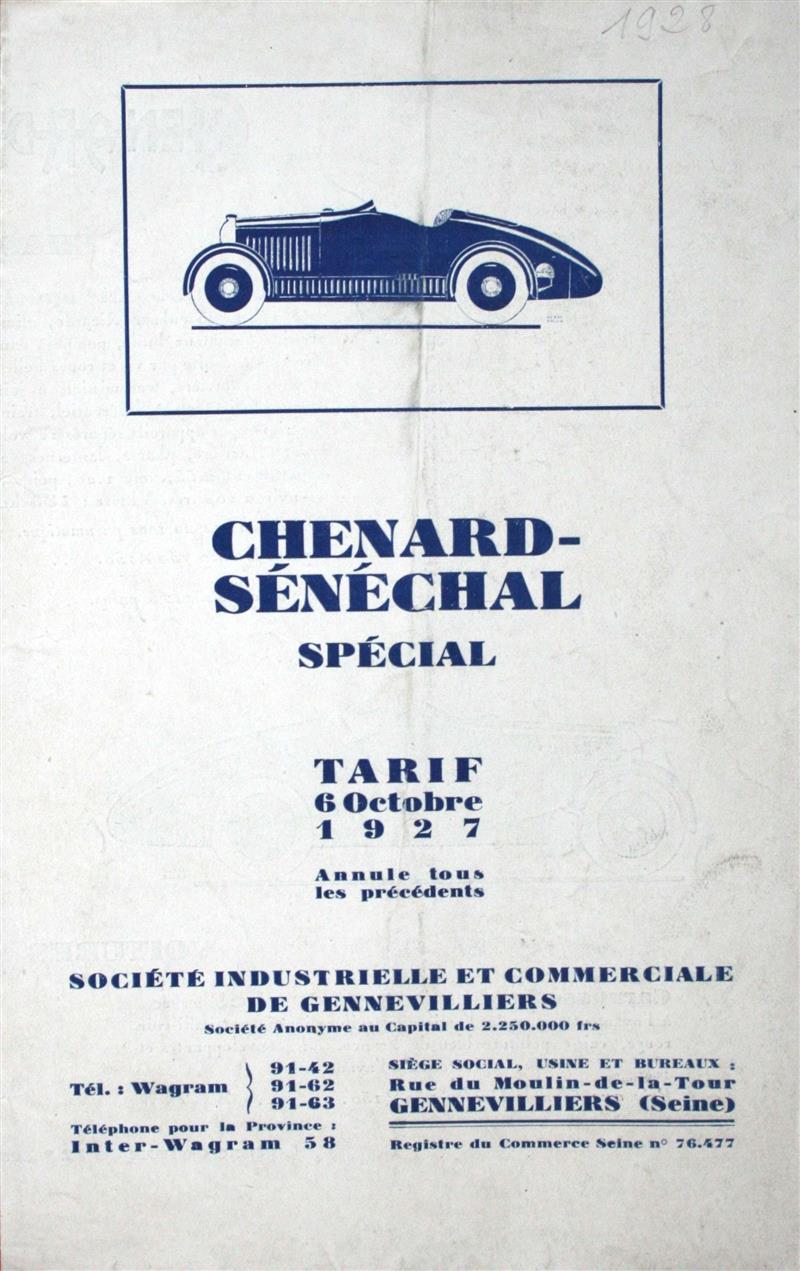 1928
CHENARD-
SÉNÉCHAL
SPÉCIAL
TARIF
6 Octobre
1927
Annule tous
les précédents
SOCIÉTÉ INDUSTRIELLE ET COMMERCIALE
DE GENNEVILLIERS
Société Anonyme au Capital de 2.250.000 frs
Tél. : Wagram } 91-42
91-62
91-63
Téléphone pour la Province :
Inter-Wagram 58
SIÈGE SOCIAL, USINE ET BUREAUX :
Rue du Moulin-de-la-Tour
GENNEVILLIERS (Seine)
Registre du Commerce Seine nº 76.477